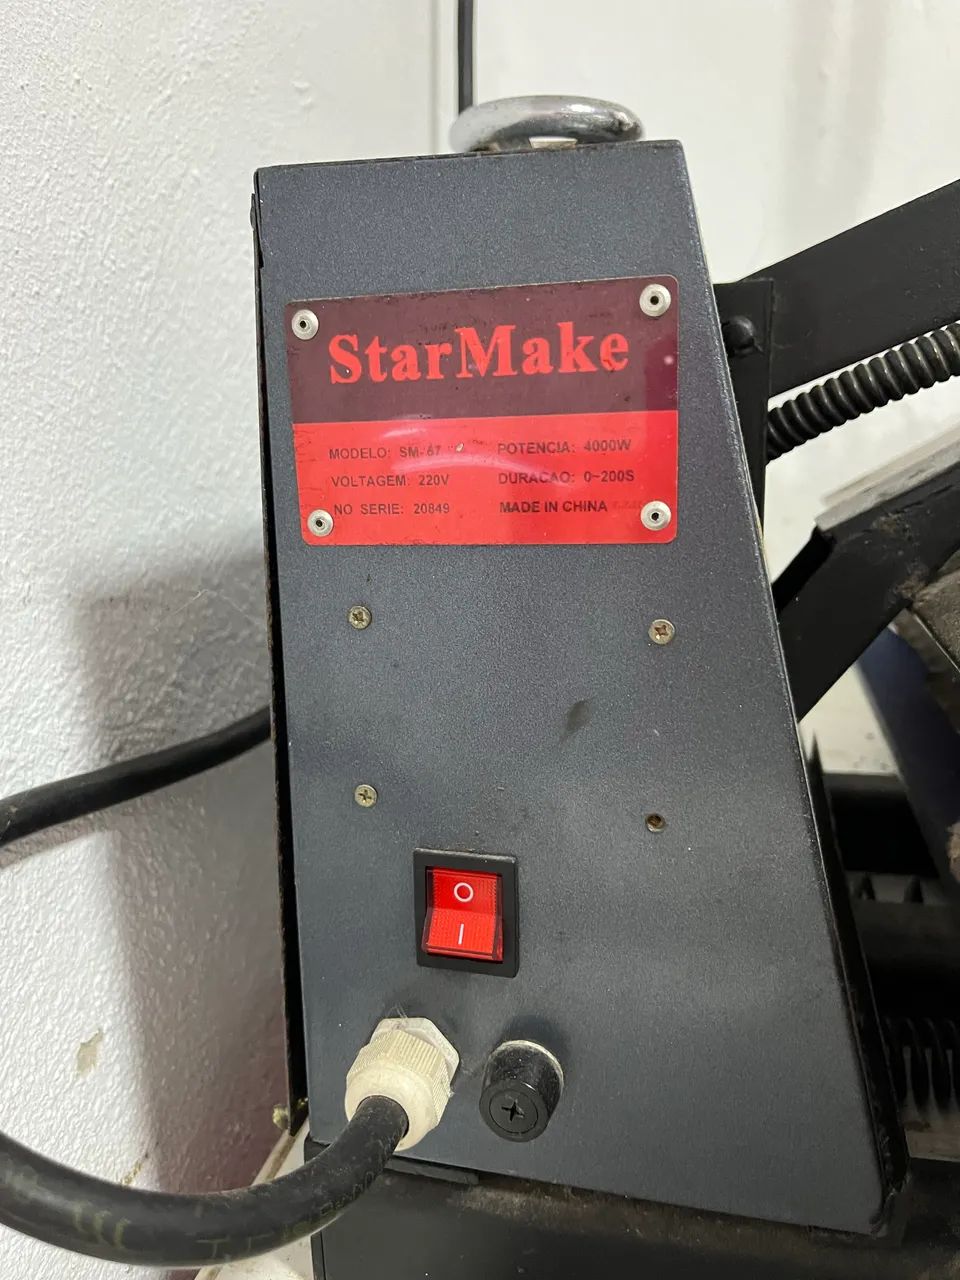 StarMake
MODELO: SM-67 POTENCIA: 4000W
VOLTAGEM: 220V DURACAO: 0~200S
NO SERIE: 20849 MADE IN CHINA
O
I